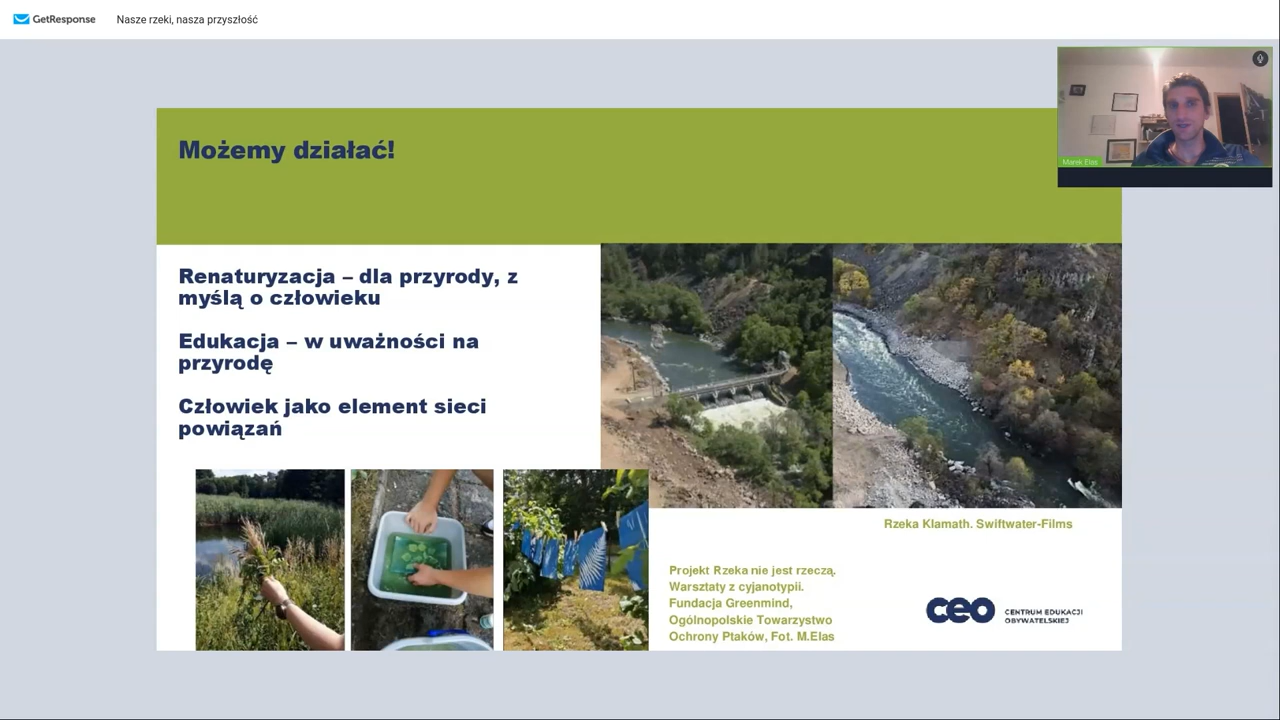 GetResponse
Nasze rzeki, nasza przyszłość
Marek Elas
Możemy działać!
Renaturyzacja – dla przyrody, z
myślą o człowieku
Edukacja – w uważności na
przyrodę
Człowiek jako element sieci
powiązań
Rzeka Klamath. Swiftwater-Films
Projekt Rzeka nie jest rzeczą.
Warsztaty z cyjanotypii.
Fundacja Greenmind,
Ogólnopolskie Towarzystwo
Ochrony Ptaków, Fot. M.Elas
ceo
CENTRUM EDUKACJI
OBYWATELSKIEJ